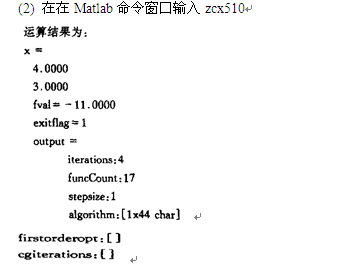 (2) 在在 Matlab 命令窗口输入 zcx510↵
运算结果为:
x =
4.0000
3.0000
fval= -11.0000
exitflag=1
output =
iterations:4
funcCount:17
stepsize:1
algorithm:[1x44 char] ↵
firstorderopt:[]
cgiterations:[] ↵